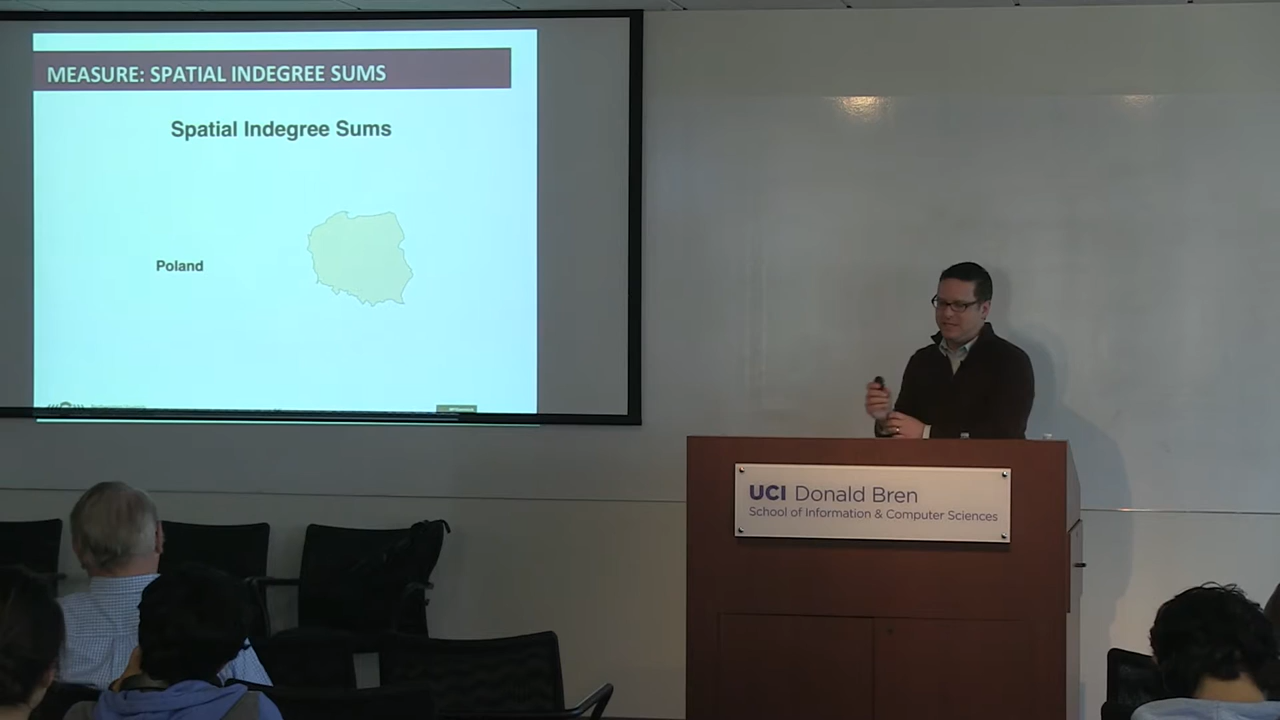 MEASURE: SPATIAL INDEGREE SUMS
Spatial Indegree Sums
Poland
UCI Donald Bren
School of Information & Computer Sciences